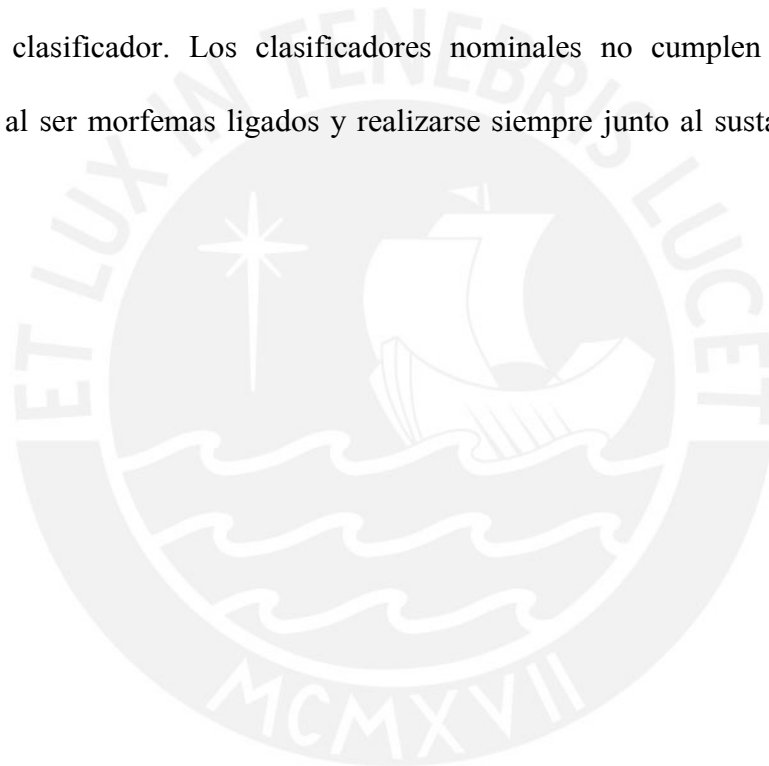 clasificador. Los clasificadores nominales no cumplen
al ser morfemas ligados y realizarse siempre junto al
ET LUX IN TENEBRIS LUCET
MCMXVII